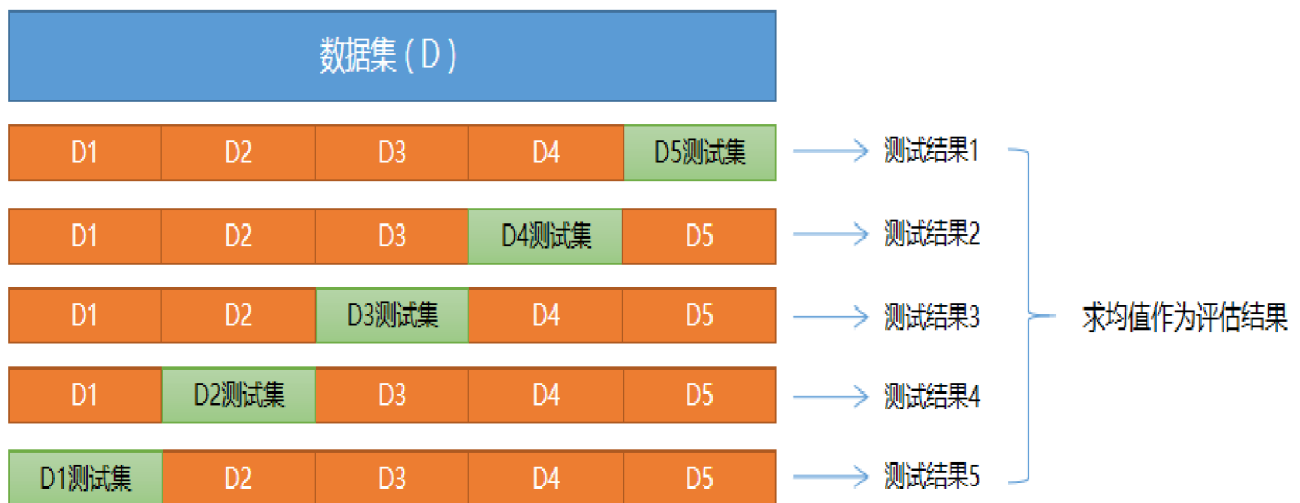 数据集(D)
D1 D2 D3 D4 D5测试集 测试结果1
D1 D2 D3 D4测试集 D5 测试结果2
D1 D2 D3测试集 D4 D5 测试结果3
求均值作为评估结果
D1 D2测试集 D3 D4 D5 测试结果4
D1测试集 D2 D3 D4 D5 测试结果5